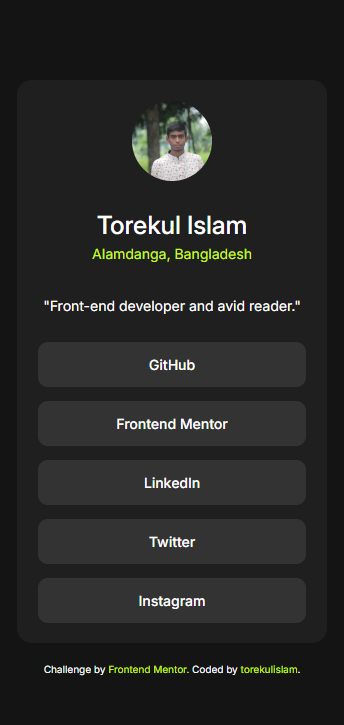 Torekul Islam
Alamdanga, Bangladesh
"Front-end developer and avid reader."
GitHub
Frontend Mentor
LinkedIn
Twitter
Instagram
Challenge by Frontend Mentor. Coded by torekulislam.